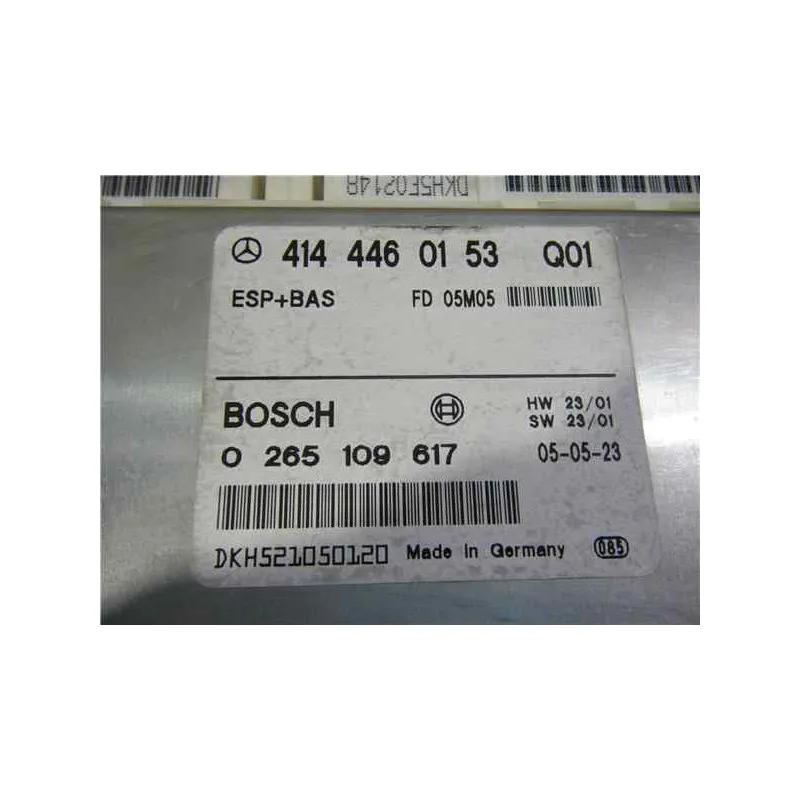 DKH5E02148
414 446 01 53 Q01
ESP+BAS FD 05M05
BOSCH HW 23/01
SW 23/01
0 265 109 617 05-05-23
DKH521050120 Made in Germany 085